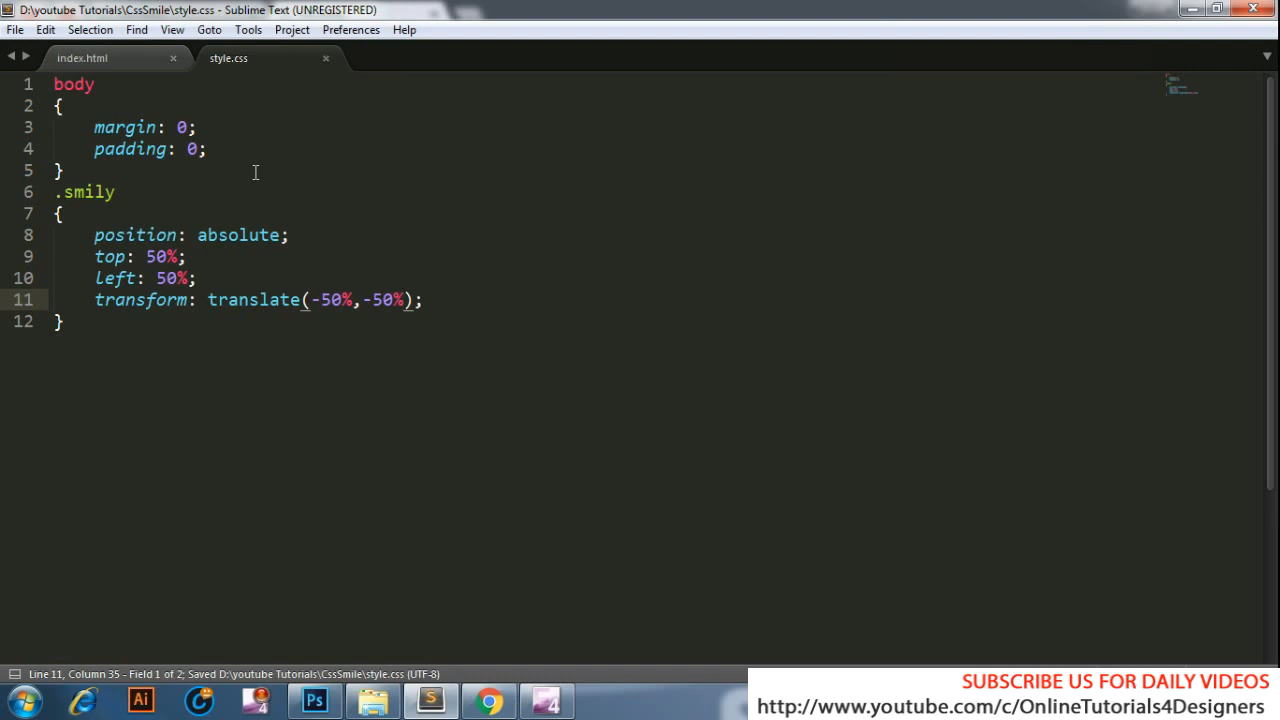 D:\youtube Tutorials\CssSmile\style.css - Sublime Text (UNREGISTERED)
File Edit Selection Find View Goto Tools Project Preferences Help
index.html × style.css ×
1 body
2 {
3 margin: 0;
4 padding: 0;
5 }
6 .smily
7 {
8 position: absolute;
9 top: 50%;
10 left: 50%;
11 transform: translate(-50%,-50%);
12 }
Line 11, Column 35 - Field 1 of 2; Saved D:\youtube Tutorials\CssSmile\style.css (UTF-8)
Ai 4 Ps S 4
SUBSCRIBE US FOR DAILY VIDEOS
http://www.youtube.com/c/OnlineTutorials4Designers